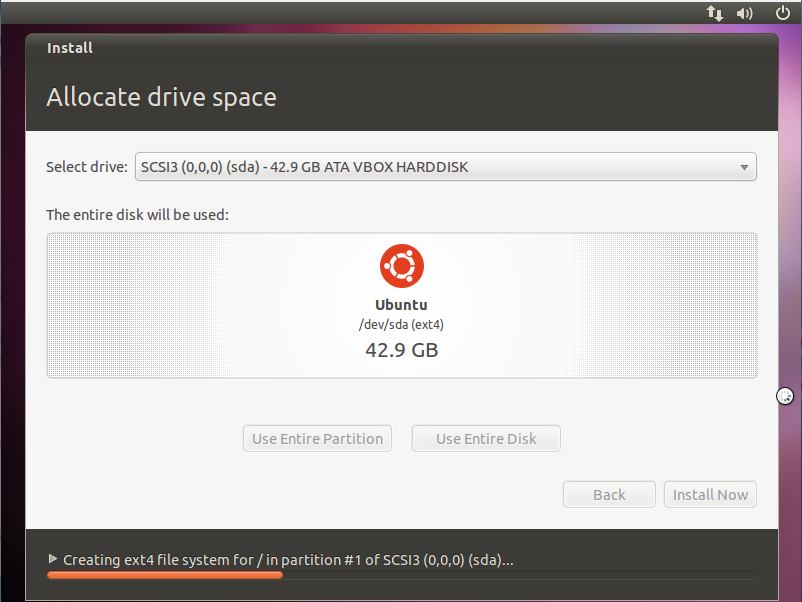 Install
Allocate drive space
Select drive: SCSI3 (0,0,0) (sda) - 42.9 GB ATA VBOX HARDDISK
The entire disk will be used:
Ubuntu
/dev/sda (ext4)
42.9 GB
Use Entire Partition Use Entire Disk
Back Install Now
Creating ext4 file system for / in partition #1 of SCSI3 (0,0,0) (sda)...